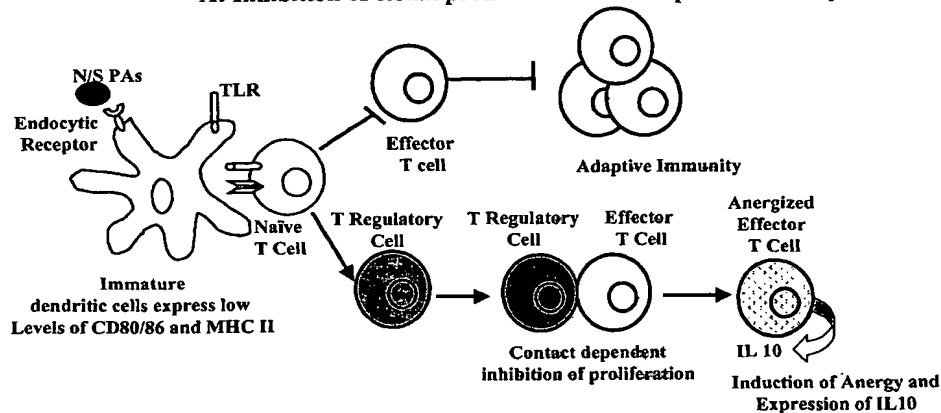 N/S PAs
TLR
Endocytic
Receptor
Effector
T cell
Adaptive Immunity
Naïve
T Cell
T Regulatory
Cell
T Regulatory
Cell
Effector
T Cell
Anergized
Effector
T Cell
Immature
dendritic cells express low
Levels of CD80/86 and MHC II
Contact dependent
inhibition of proliferation
IL 10
Induction of Anergy and
Expression of IL10